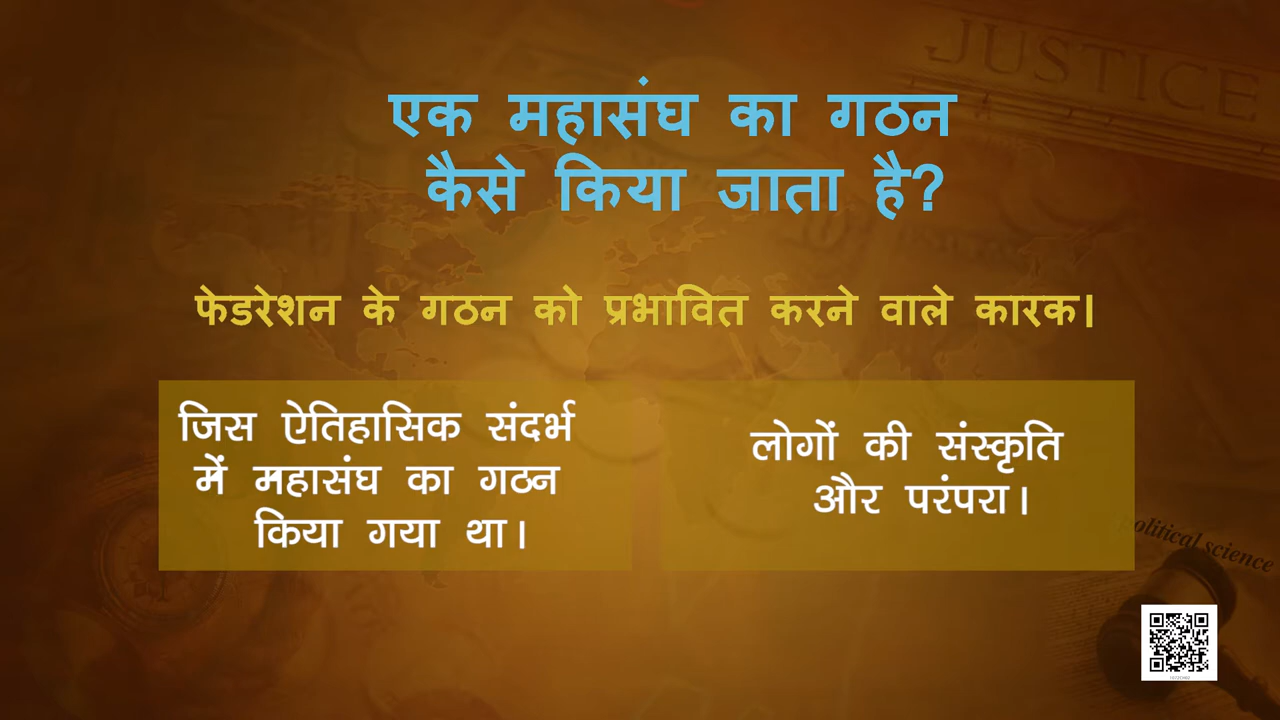 JUSTICE
एक महासंघ का गठन
कैसे किया जाता है?
फेडरेशन के गठन को प्रभावित करने वाले कारक।
जिस ऐतिहासिक संदर्भ
में महासंघ का गठन
किया गया था।
लोगों की संस्कृति
और परंपरा।
political science